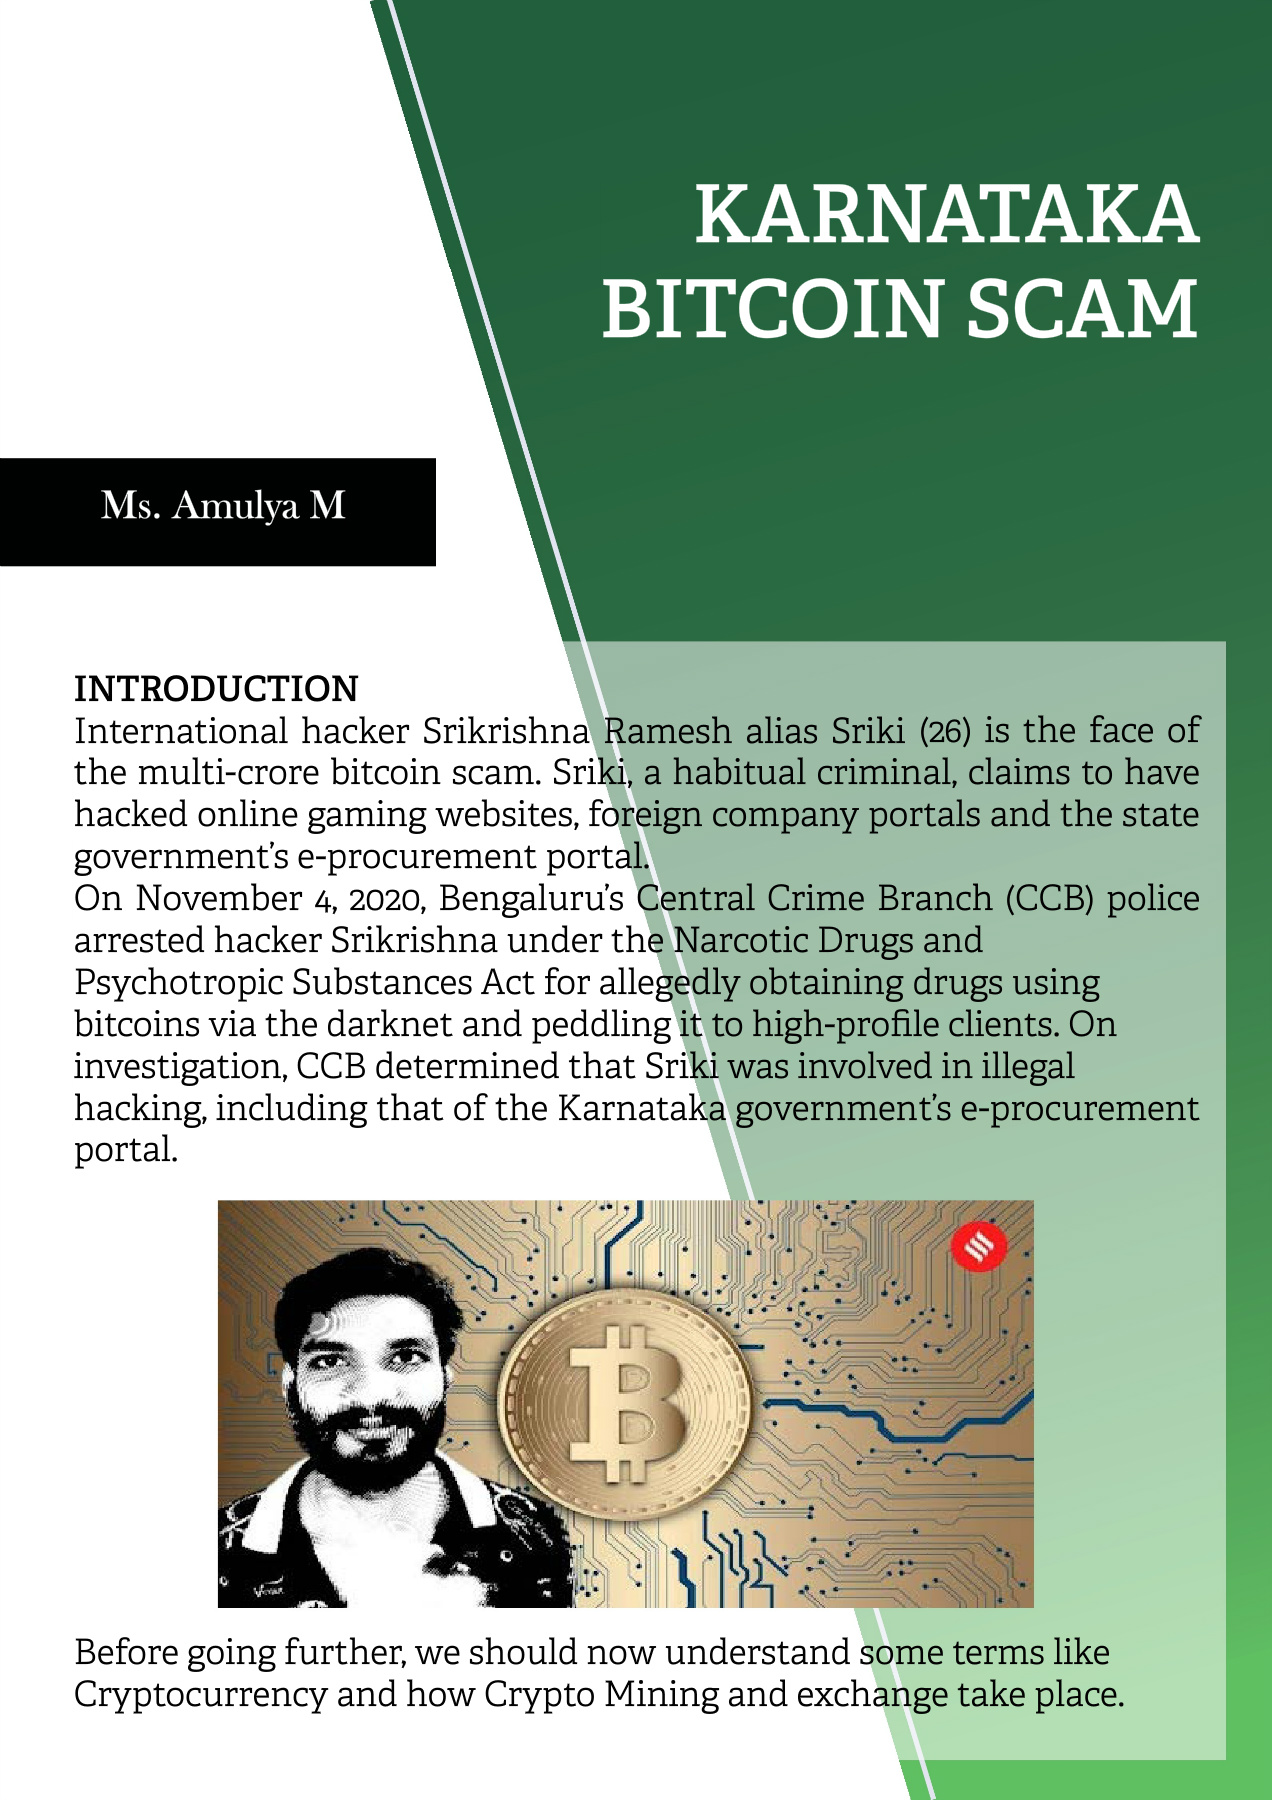 KARNATAKA
BITCOIN SCAM
Ms. Amulya M
INTRODUCTION
International hacker Srikrishna Ramesh alias Sriki (26) is the face of
the multi-crore bitcoin scam. Sriki, a habitual criminal, claims to have
hacked online gaming websites, foreign company portals and the state
government’s e-procurement portal.
On November 4, 2020, Bengaluru’s Central Crime Branch (CCB) police
arrested hacker Srikrishna under the Narcotic Drugs and
Psychotropic Substances Act for allegedly obtaining drugs using
bitcoins via the darknet and peddling it to high-profile clients. On
investigation, CCB determined that Sriki was involved in illegal
hacking, including that of the Karnataka government’s e-procurement
portal.
Before going further, we should now understand some terms like
Cryptocurrency and how Crypto Mining and exchange take place.